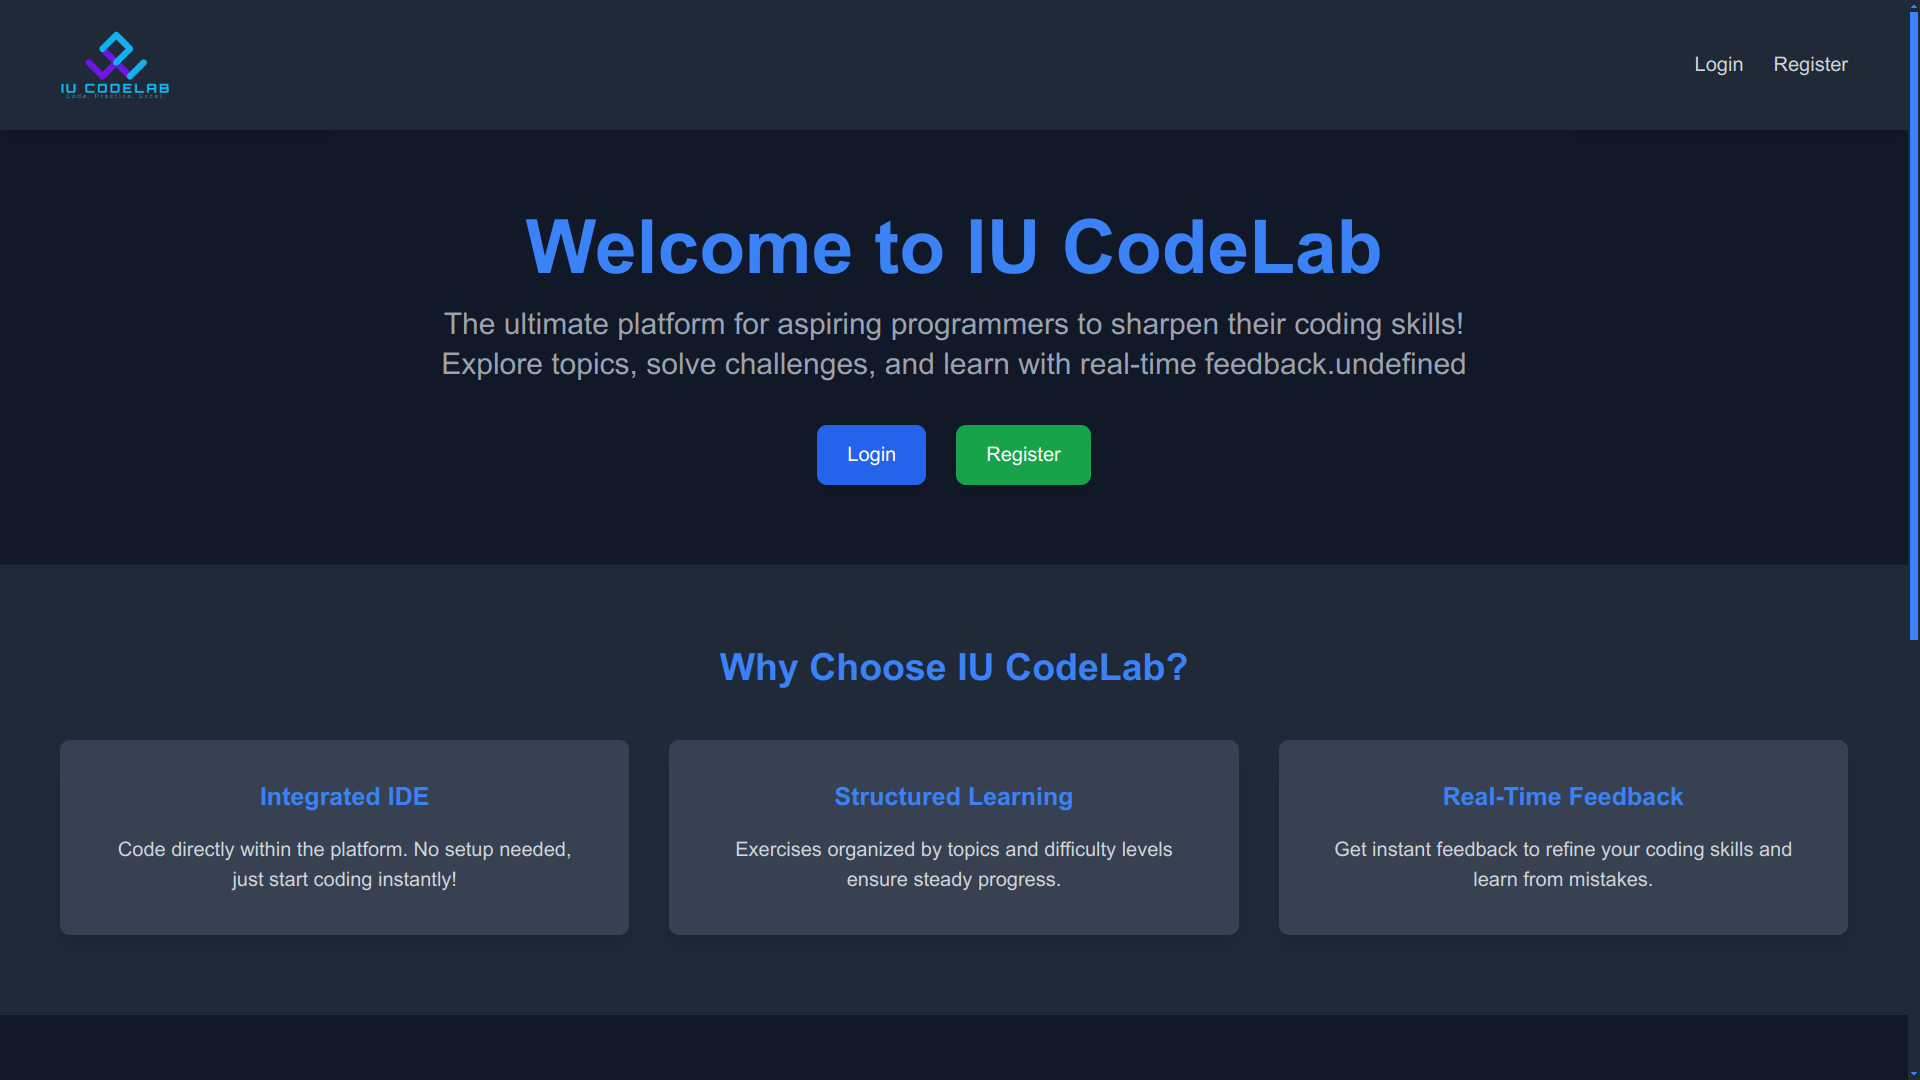 IU CODELAB
Code. Practice. Excel.
Login
Register
Welcome to IU CodeLab
The ultimate platform for aspiring programmers to sharpen their coding skills!
Explore topics, solve challenges, and learn with real-time feedback.undefined
Login
Register
Why Choose IU CodeLab?
Integrated IDE
Code directly within the platform. No setup needed,
just start coding instantly!
Structured Learning
Exercises organized by topics and difficulty levels
ensure steady progress.
Real-Time Feedback
Get instant feedback to refine your coding skills and
learn from mistakes.